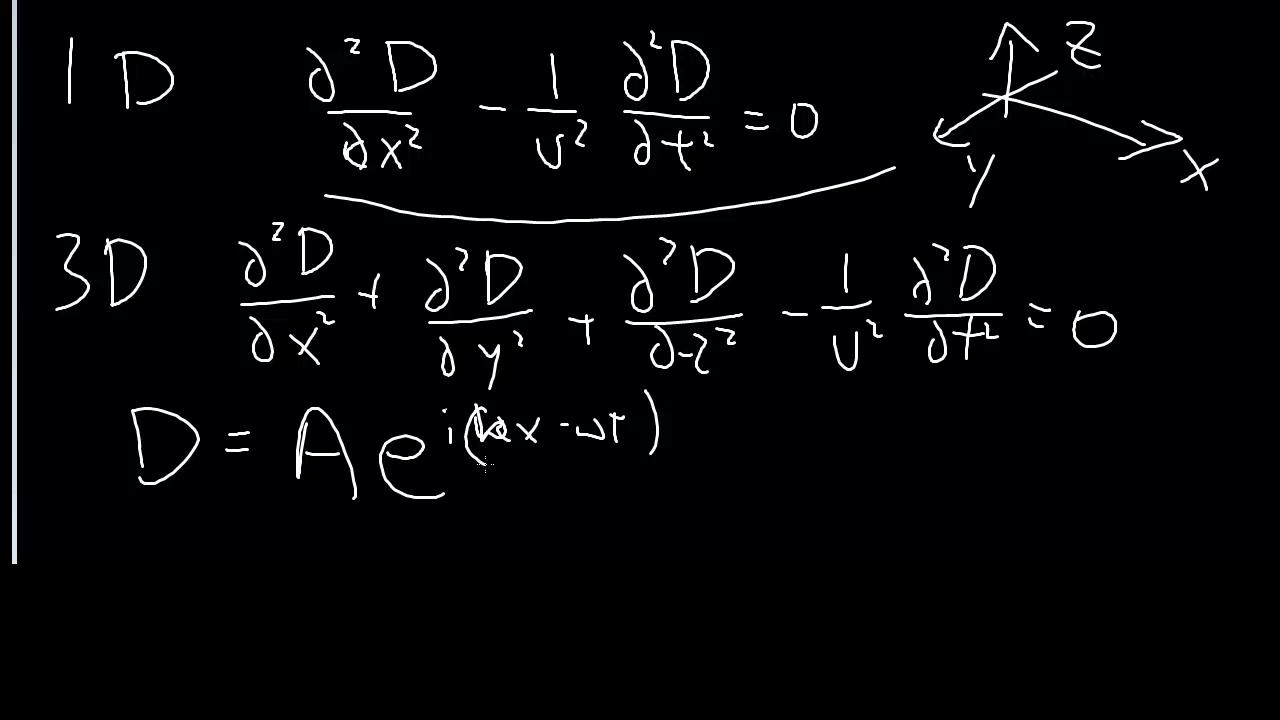 1D ∂²D/∂x² - 1/v² ∂²D/∂t² = 0
z
y
x
3D ∂²D/∂x² + ∂²D/∂y² + ∂²D/∂z² - 1/v² ∂²D/∂t² = 0
D = Ae^i(kx - ωt)